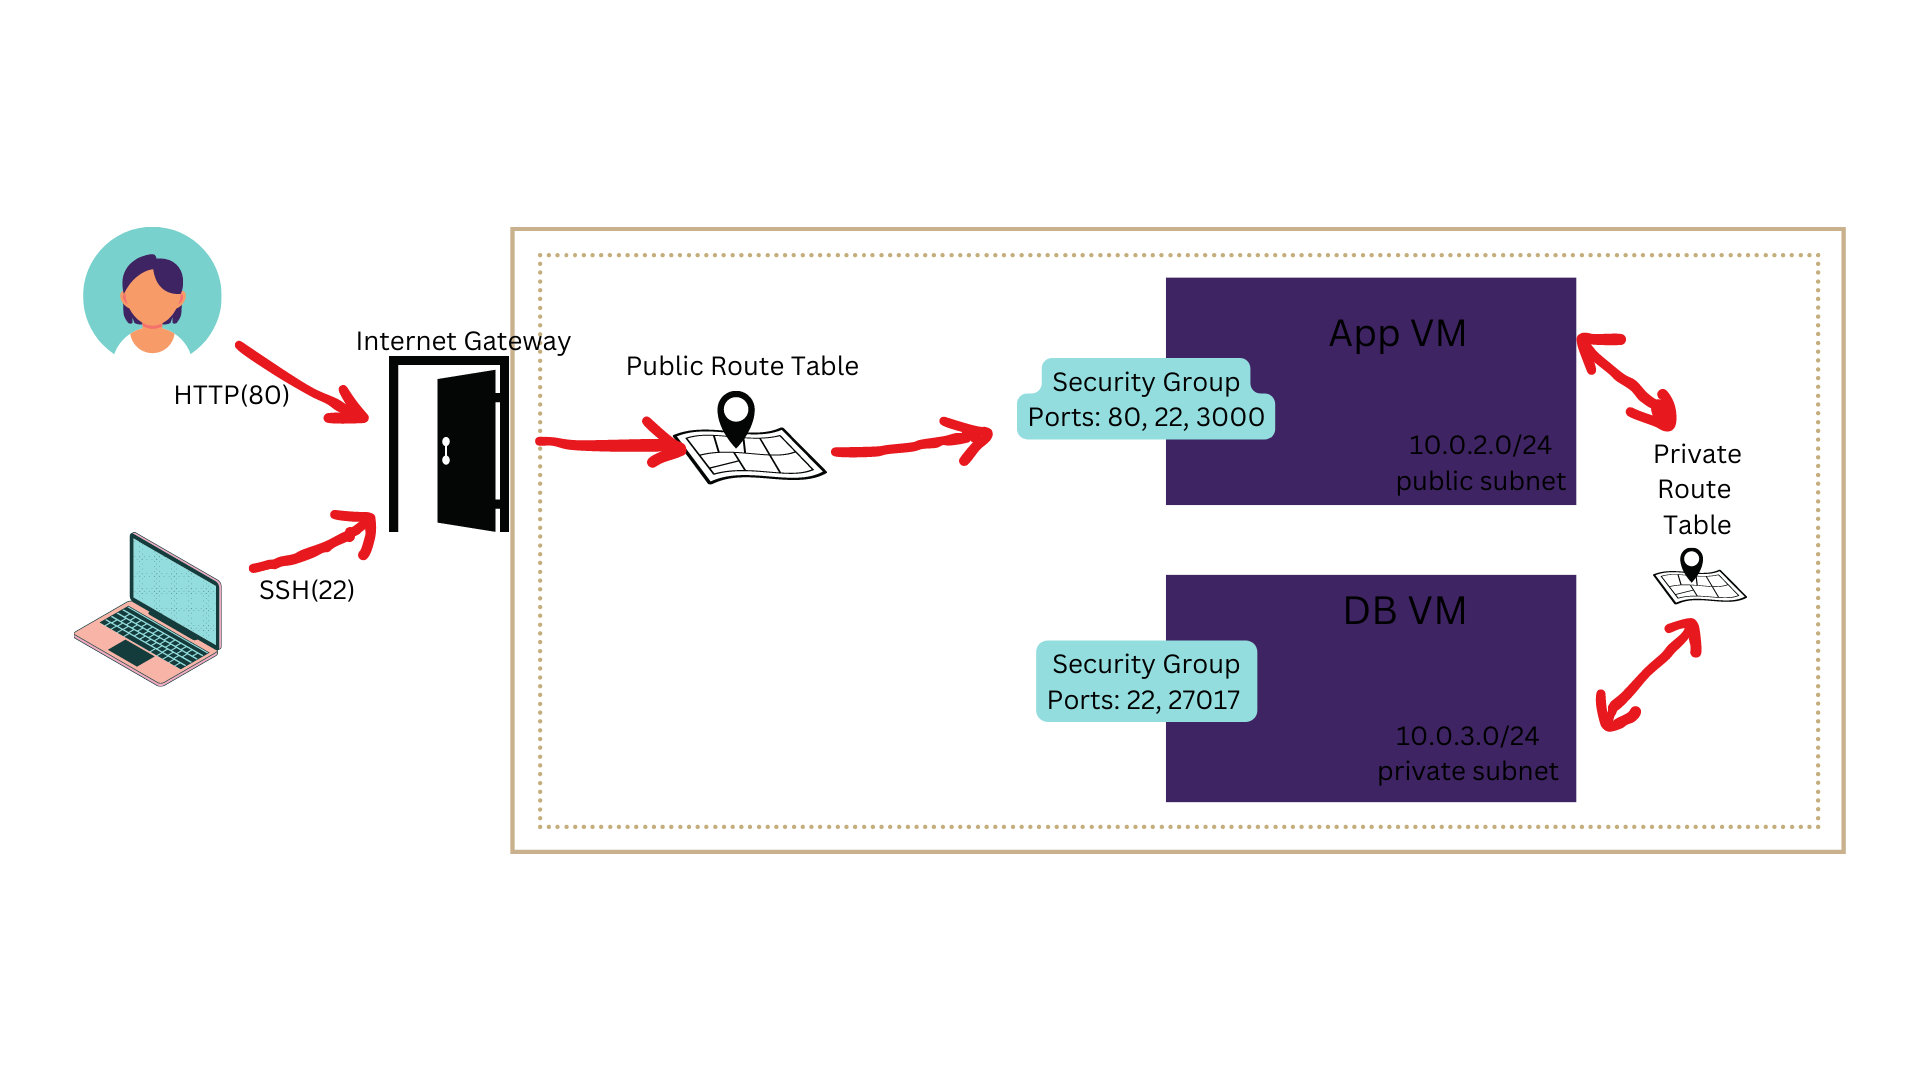 HTTP(80)
SSH(22)
Internet Gateway
Public Route Table
Security Group
Ports: 80, 22, 3000
App VM
10.0.2.0/24
public subnet
Private
Route
Table
Security Group
Ports: 22, 27017
DB VM
10.0.3.0/24
private subnet